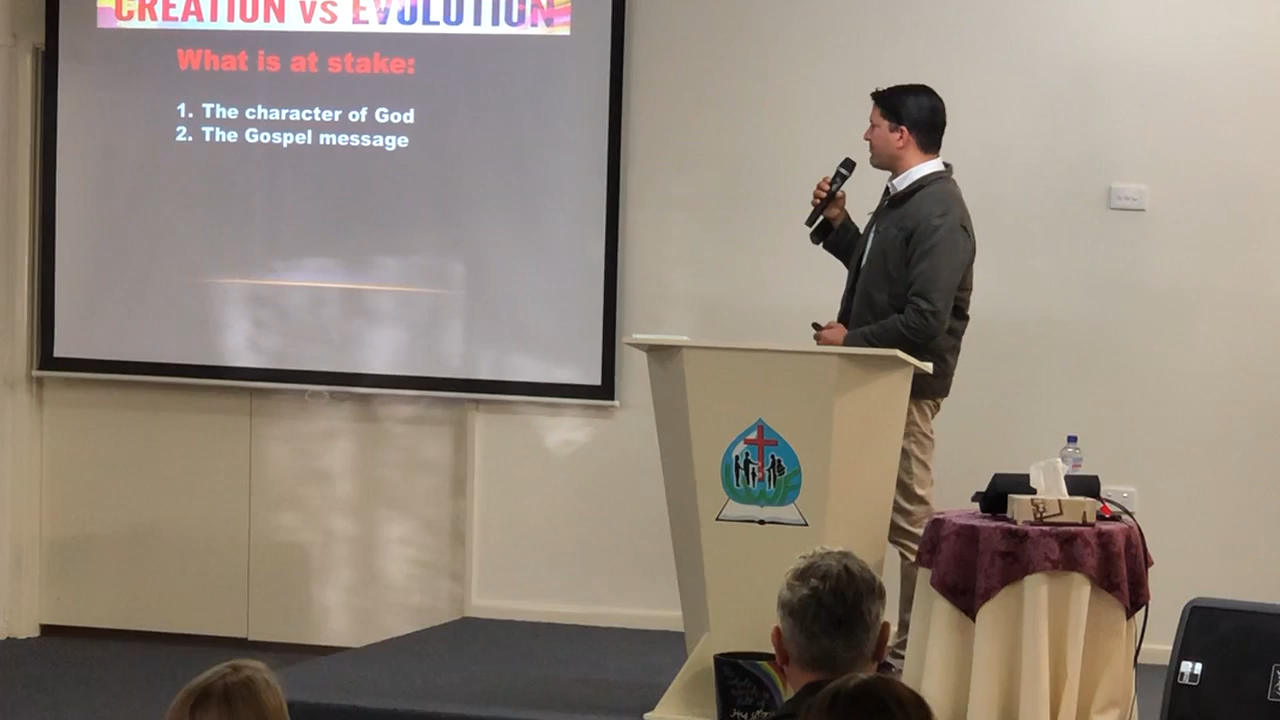 CREATION vs EVOLUTION
What is at stake:
1. The character of God
2. The Gospel message